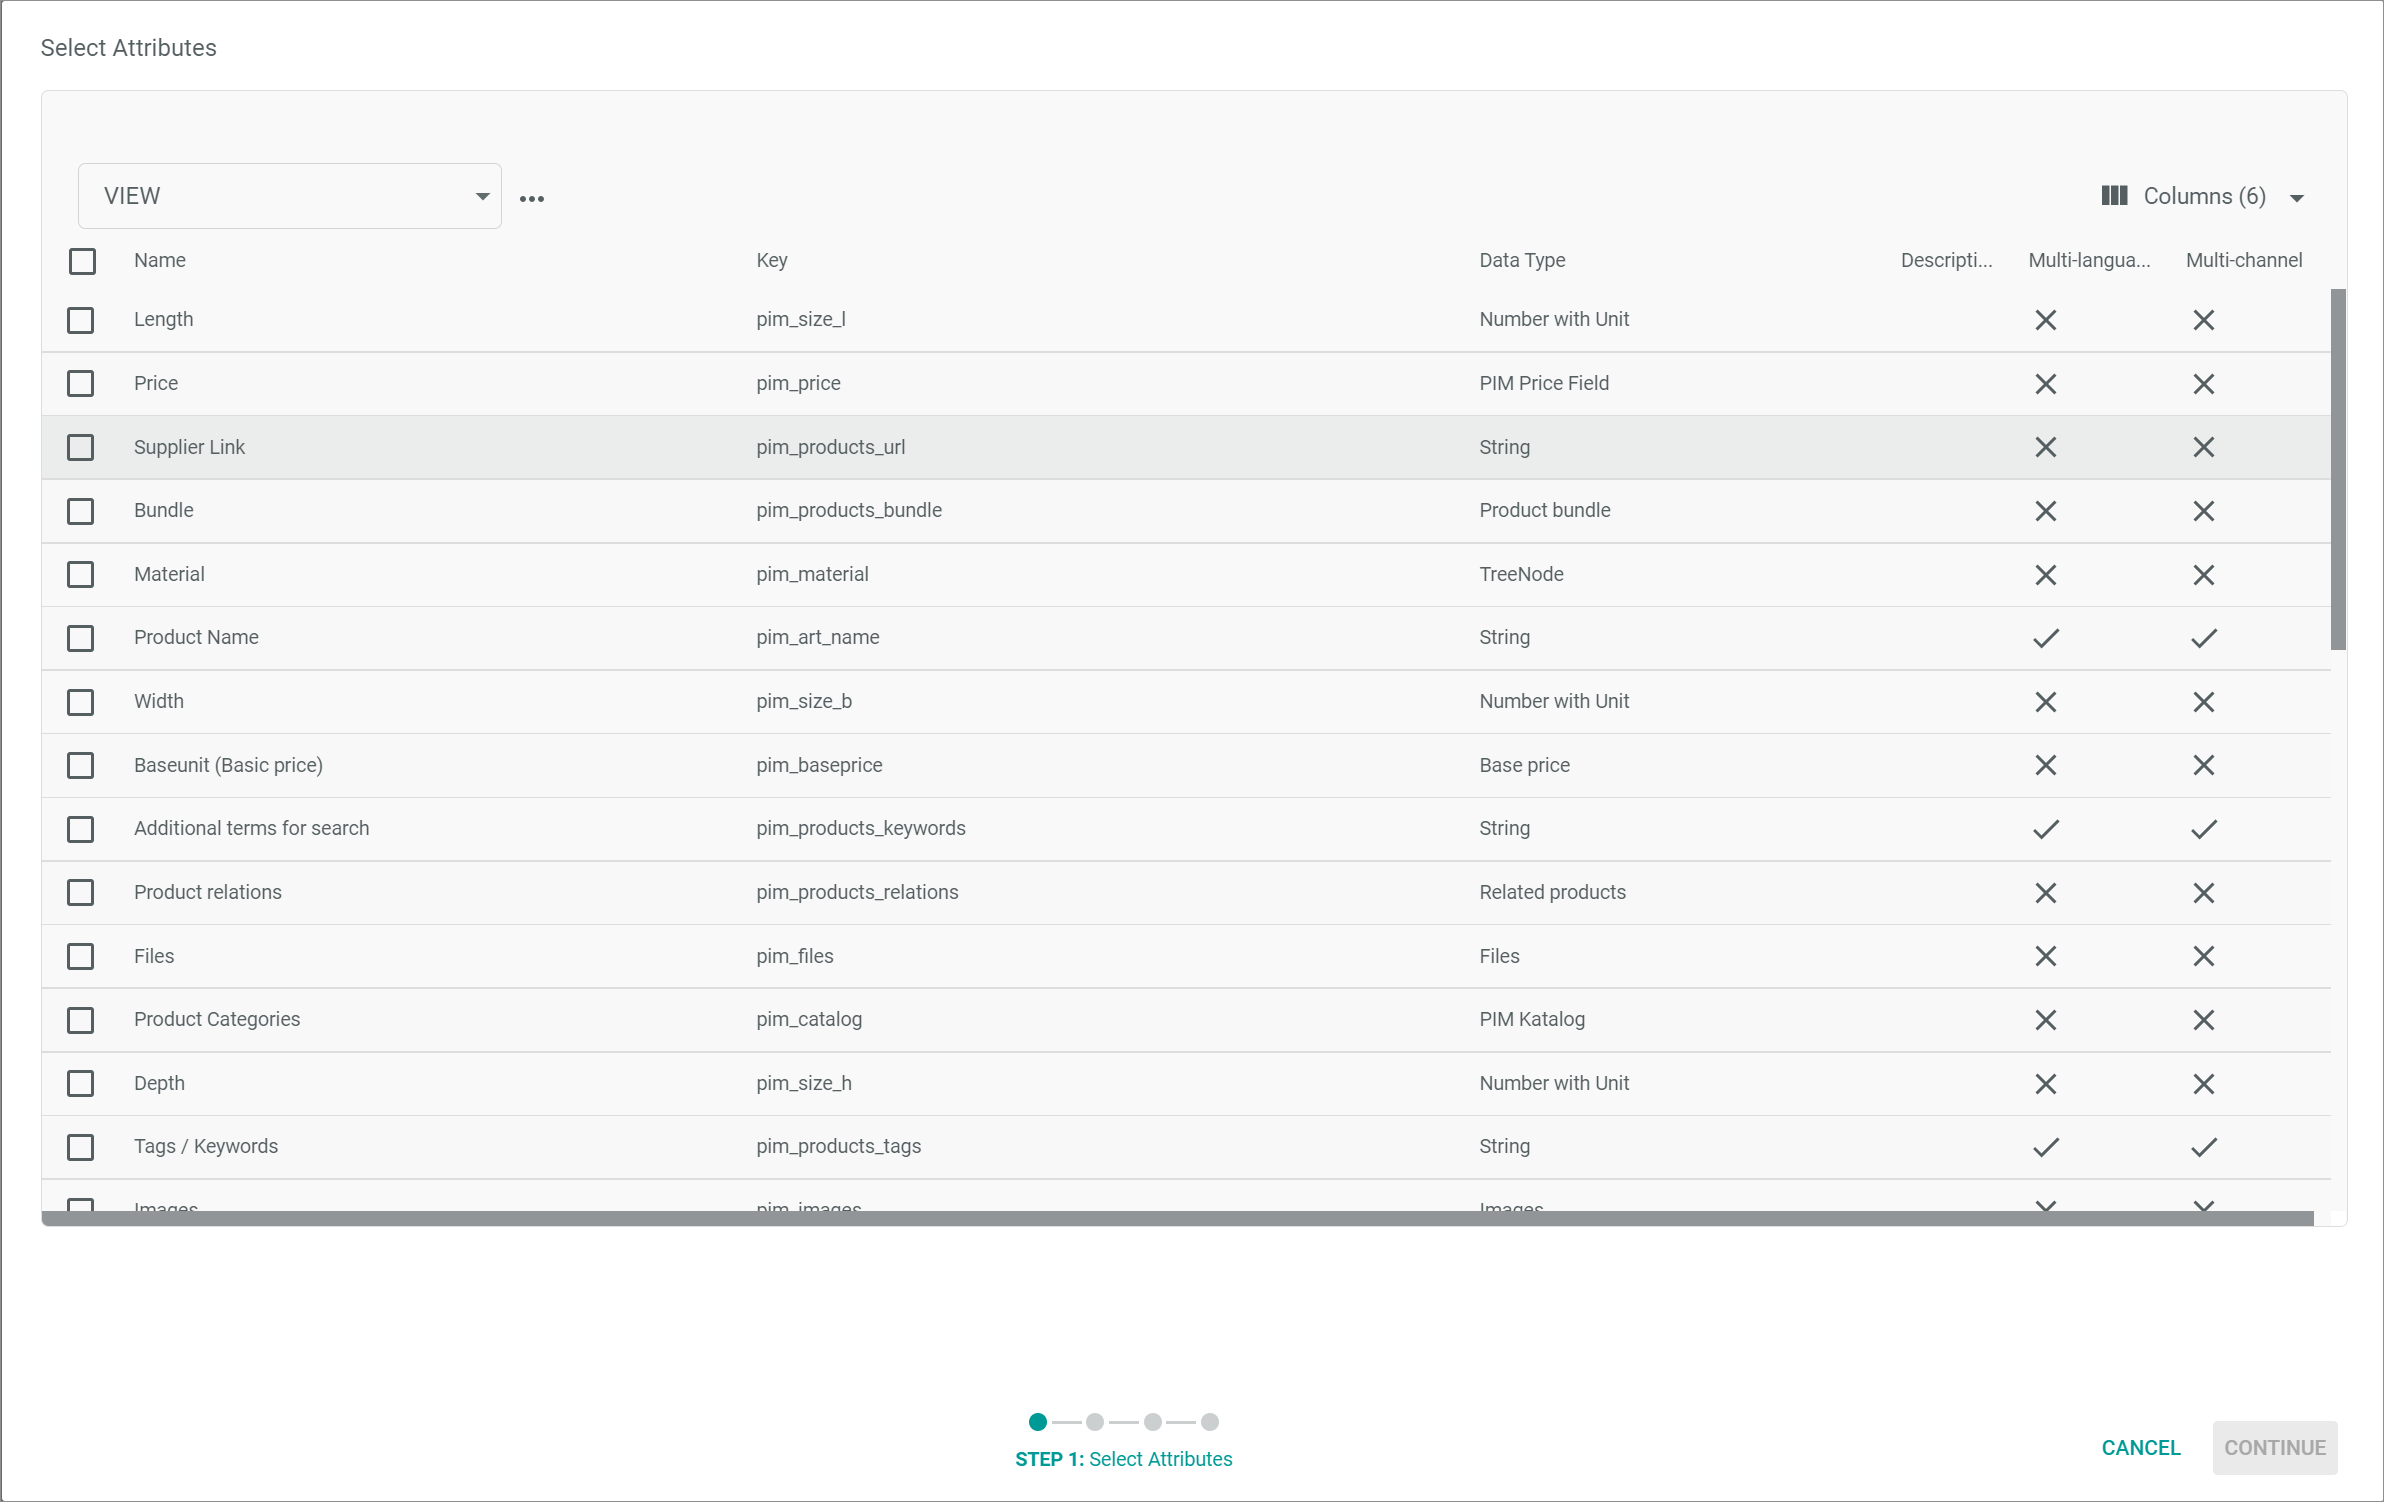 Select Attributes
VIEW
Columns (6)
Name Key Data Type Descripti... Multi-langua... Multi-channel
Length pim_size_l Number with Unit
Price pim_price PIM Price Field
Supplier Link pim_products_url String
Bundle pim_products_bundle Product bundle
Material pim_material TreeNode
Product Name pim_art_name String
Width pim_size_b Number with Unit
Baseunit (Basic price) pim_baseprice Base price
Additional terms for search pim_products_keywords String
Product relations pim_products_relations Related products
Files pim_files Files
Product Categories pim_catalog PIM Katalog
Depth pim_size_h Number with Unit
Tags / Keywords pim_products_tags String
Images pim_images Images
STEP 1: Select Attributes
CANCEL CONTINUE